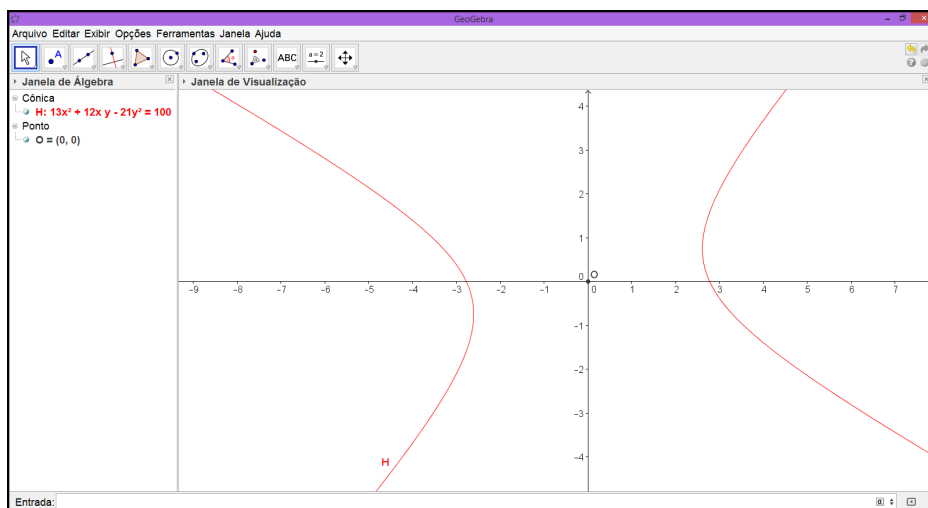 GeoGebra
Arquivo Editar Exibir Opções Ferramentas Janela Ajuda
A
α
a
ABC
a = 2
Janela de Álgebra
Janela de Visualização
Cônica
H: 13x² + 12x y - 21y² = 100
Ponto
O = (0, 0)
4
3
2
1
0
O
−9 −8 −7 −6 −5 −4 −3 −2 −1 0 1 2 3 4 5 6 7
−1
−2
−3
−4
H
Entrada:
α